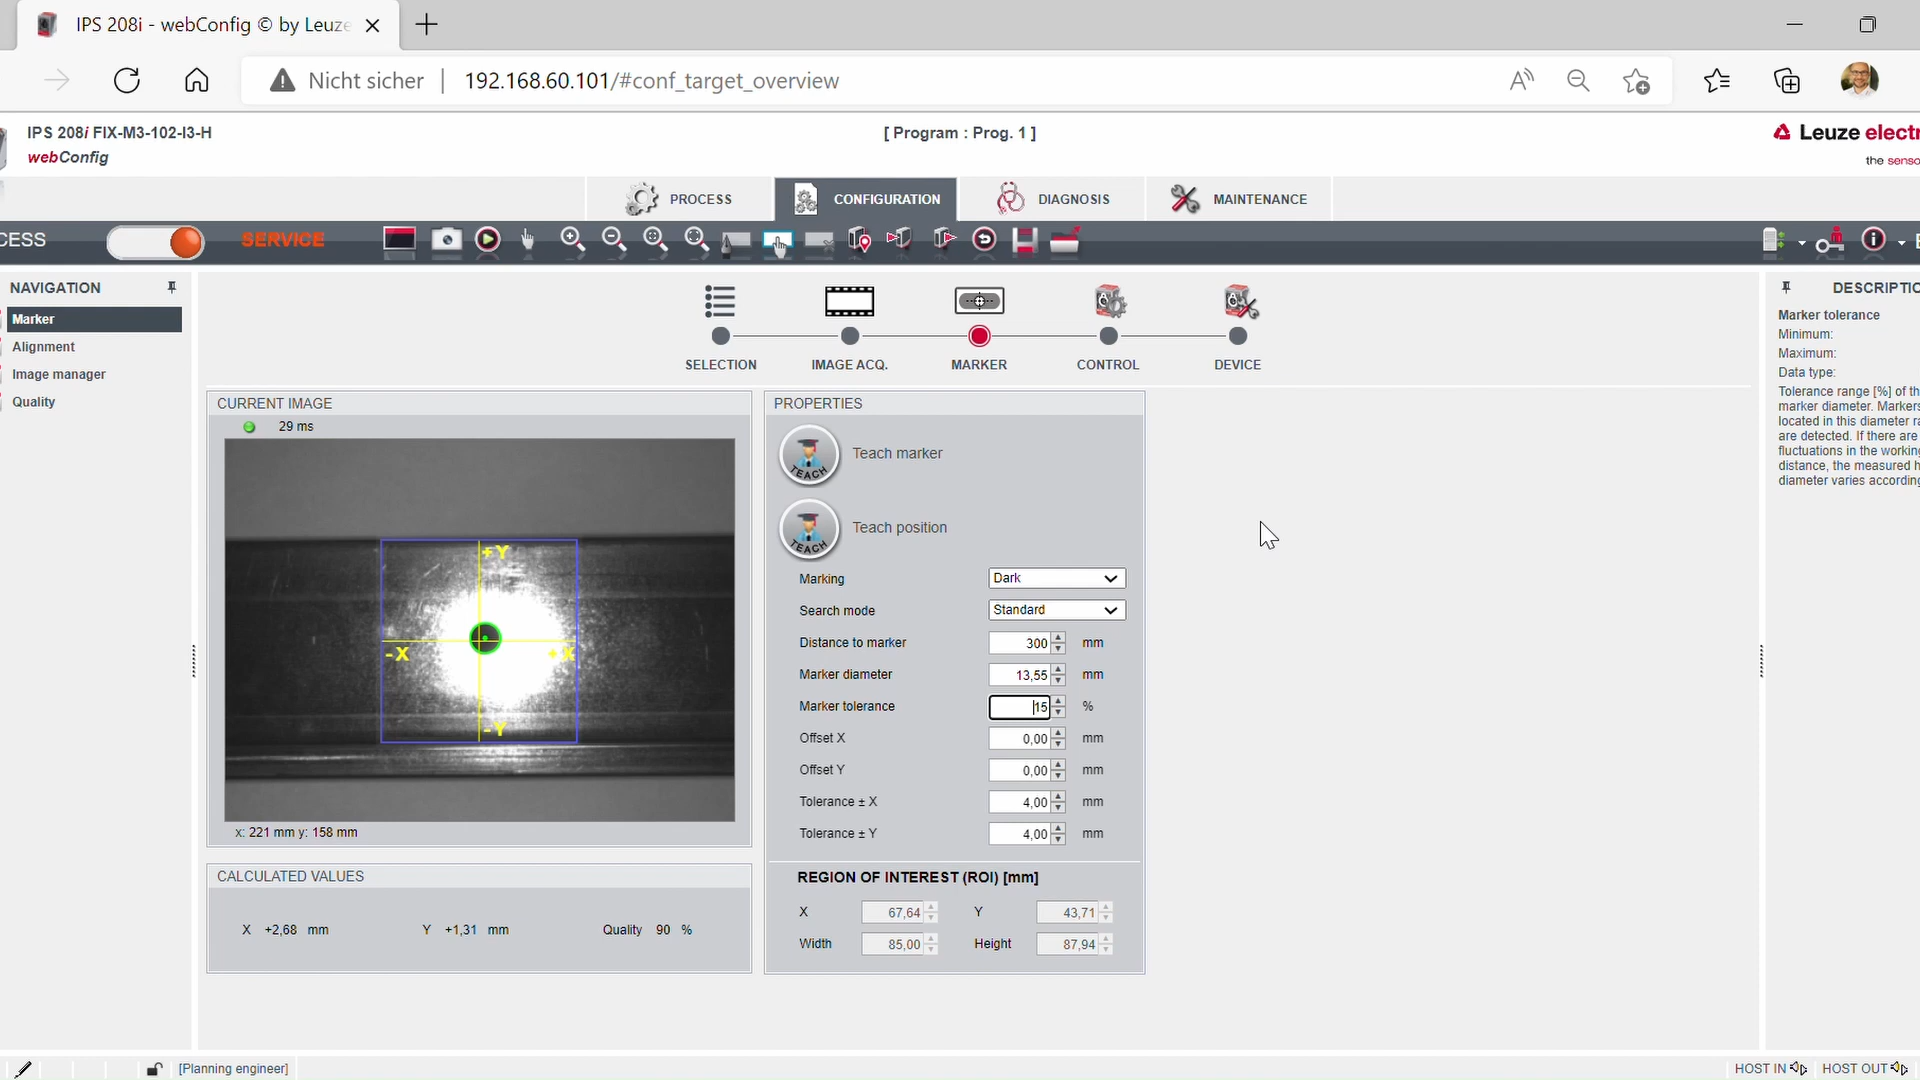 IPS 208i - webConfig © by Leuze
Nicht sicher
192.168.60.101/#conf_target_overview
IPS 208i FIX-M3-102-I3-H
[ Program : Prog. 1 ]
Leuze electr
webConfig
the senso
PROCESS
CONFIGURATION
DIAGNOSIS
MAINTENANCE
CESS
SERVICE
NAVIGATION
Marker
Alignment
Image manager
Quality
SELECTION
IMAGE ACQ.
MARKER
CONTROL
DEVICE
CURRENT IMAGE
29 ms
+Y
-X
+X
-Y
x: 221 mm y: 158 mm
CALCULATED VALUES
X +2,68 mm
Y +1,31 mm
Quality 90 %
PROPERTIES
TEACH
Teach marker
TEACH
Teach position
Marking Dark
Search mode Standard
Distance to marker 300 mm
Marker diameter 13,55 mm
Marker tolerance 15 %
Offset X 0,00 mm
Offset Y 0,00 mm
Tolerance ± X 4,00 mm
Tolerance ± Y 4,00 mm
REGION OF INTEREST (ROI) [mm]
X 67,64 Y 43,71
Width 85,00 Height 87,94
DESCRIPTIO
Marker tolerance
Minimum:
Maximum:
Data type:
Tolerance range [%] of th
marker diameter. Markers
located in this diameter ra
are detected. If there are
fluctuations in the working
distance, the measured h
diameter varies according
[Planning engineer]
HOST IN
HOST OUT